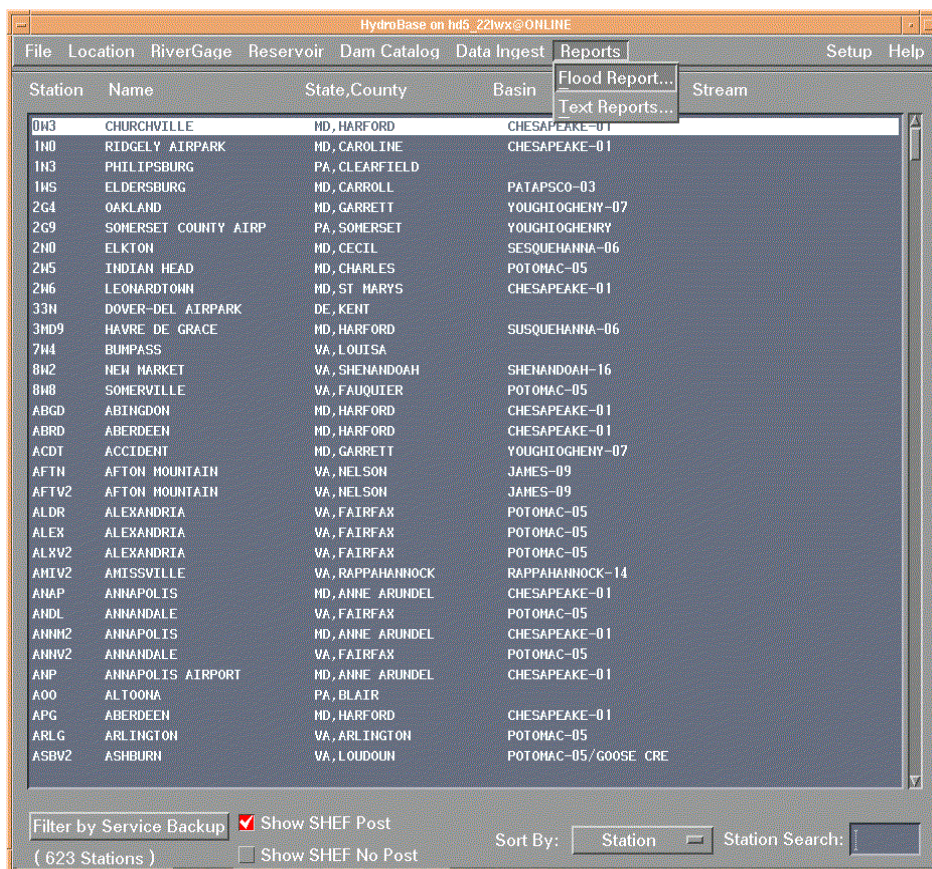 HydroBase on hd5_22lwx@ONLINE
File Location RiverGage Reservoir Dam Catalog Data Ingest Reports Setup Help
Flood Report...
Text Reports...
Station Name State,County Basin Stream
0W3 CHURCHVILLE MD,HARFORD CHESAPEAKE-01
1N0 RIDGELY AIRPARK MD,CAROLINE CHESAPEAKE-01
1N3 PHILIPSBURG PA,CLEARFIELD
1WS ELDERSBURG MD,CARROLL PATAPSCO-03
2G4 OAKLAND MD,GARRETT YOUGHIOGHENY-07
2G9 SOMERSET COUNTY AIRP PA,SOMERSET YOUGHIOGHENRY
2N0 ELKTON MD,CECIL SESQUEHANNA-06
2W5 INDIAN HEAD MD,CHARLES POTOMAC-05
2W6 LEONARDTOWN MD,ST MARYS CHESAPEAKE-01
33N DOVER-DEL AIRPARK DE,KENT
3MD9 HAVRE DE GRACE MD,HARFORD SUSQUEHANNA-06
7W4 BUMPASS VA,LOUISA
8W2 NEW MARKET VA,SHENANDOAH SHENANDOAH-16
8W8 SOMERVILLE VA,FAUQUIER POTOMAC-05
ABGD ABINGDON MD,HARFORD CHESAPEAKE-01
ABRD ABERDEEN MD,HARFORD CHESAPEAKE-01
ACDT ACCIDENT MD,GARRETT YOUGHIOGHENY-07
AFTN AFTON MOUNTAIN VA,NELSON JAMES-09
AFTV2 AFTON MOUNTAIN VA,NELSON JAMES-09
ALDR ALEXANDRIA VA,FAIRFAX POTOMAC-05
ALEX ALEXANDRIA VA,FAIRFAX POTOMAC-05
ALXV2 ALEXANDRIA VA,FAIRFAX POTOMAC-05
AMIV2 AMISSVILLE VA,RAPPAHANNOCK RAPPAHANNOCK-14
ANAP ANNAPOLIS MD,ANNE ARUNDEL CHESAPEAKE-01
ANDL ANNANDALE VA,FAIRFAX POTOMAC-05
ANNM2 ANNAPOLIS MD,ANNE ARUNDEL CHESAPEAKE-01
ANNV2 ANNANDALE VA,FAIRFAX POTOMAC-05
ANP ANNAPOLIS AIRPORT MD,ANNE ARUNDEL CHESAPEAKE-01
AOO ALTOONA PA,BLAIR
APG ABERDEEN MD,HARFORD CHESAPEAKE-01
ARLG ARLINGTON VA,ARLINGTON POTOMAC-05
ASBV2 ASHBURN VA,LOUDOUN POTOMAC-05/GOOSE CRE
Filter by Service Backup Show SHEF Post
Sort By: Station Station Search:
( 623 Stations ) Show SHEF No Post